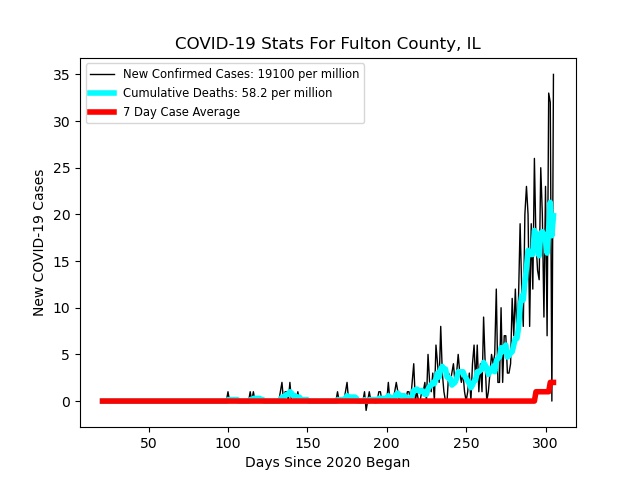 COVID-19 Stats For Fulton County, IL
New Confirmed Cases: 19100 per million
Cumulative Deaths: 58.2 per million
7 Day Case Average
New COVID-19 Cases
35
30
25
20
15
10
5
0
50 100 150 200 250 300
Days Since 2020 Began